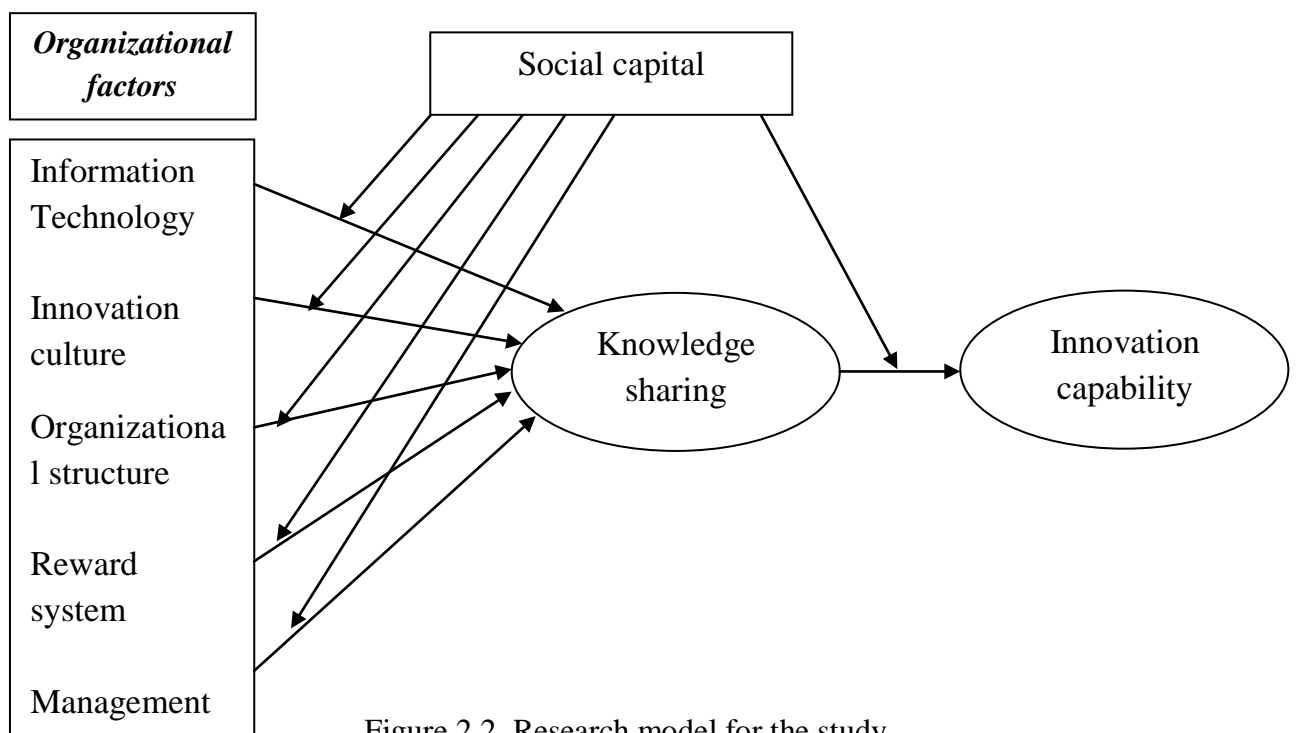 Organizational
factors
Social capital
Information
Technology
Innovation
culture
Organizationa
l structure
Reward
system
Management
Knowledge
sharing
Innovation
capability
Figure 2.2 Research model for the study